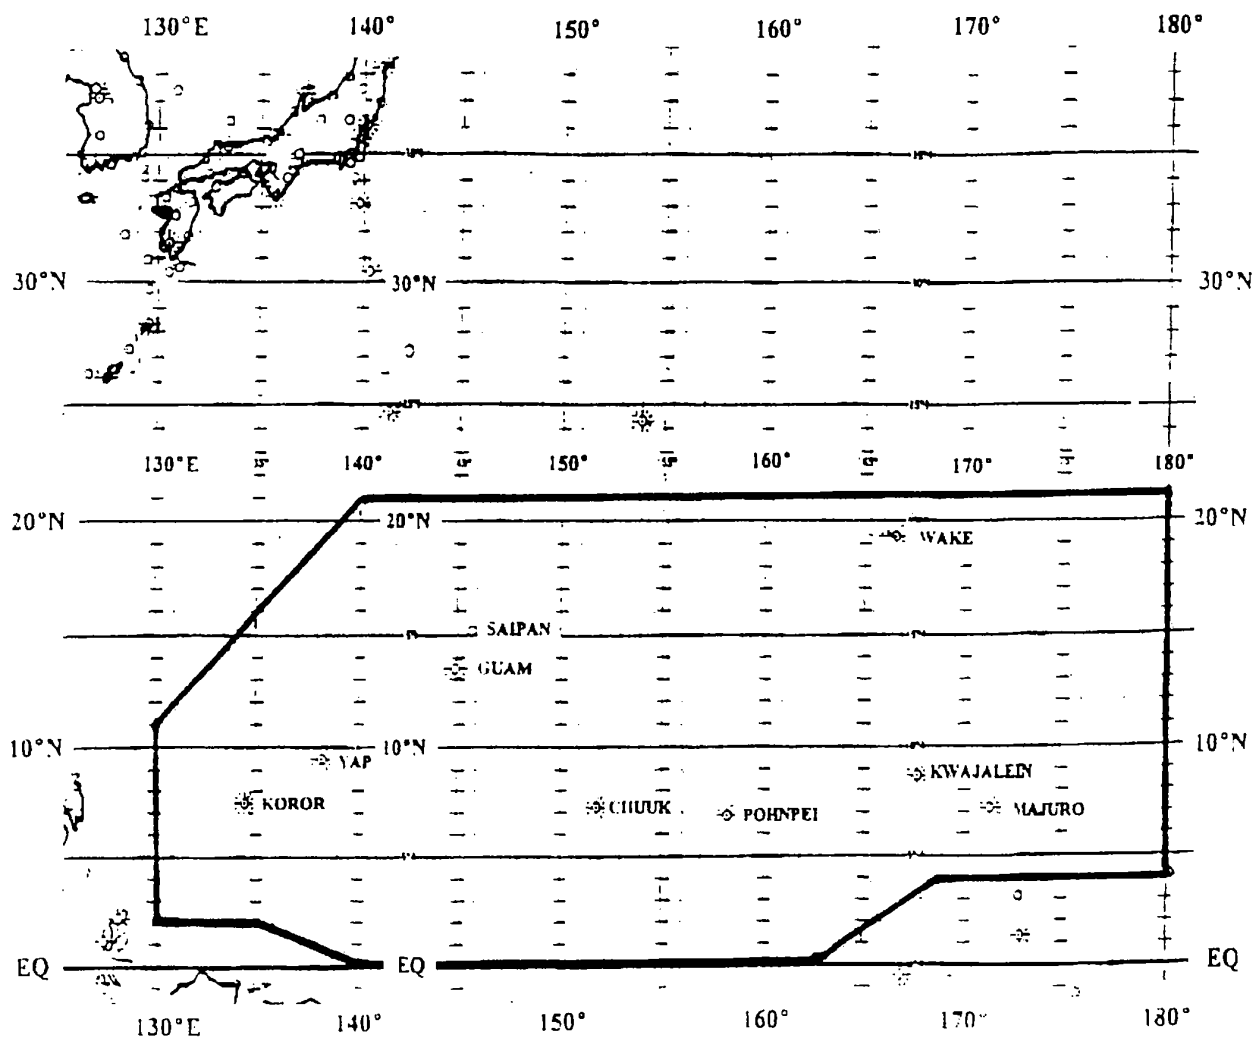 130°E 140° 150° 160° 170° 180°
30°N 30°N 30°N
130°E 140° 150° 160° 170° 180°
20°N 20°N 20°N
WAKE
SAIPAN
GUAM
10°N 10°N 10°N
YAP
KWAJALEIN
KOROR CHUUK POHNPEI MAJURO
EQ EQ EQ
130°E 140° 150° 160° 170° 180°